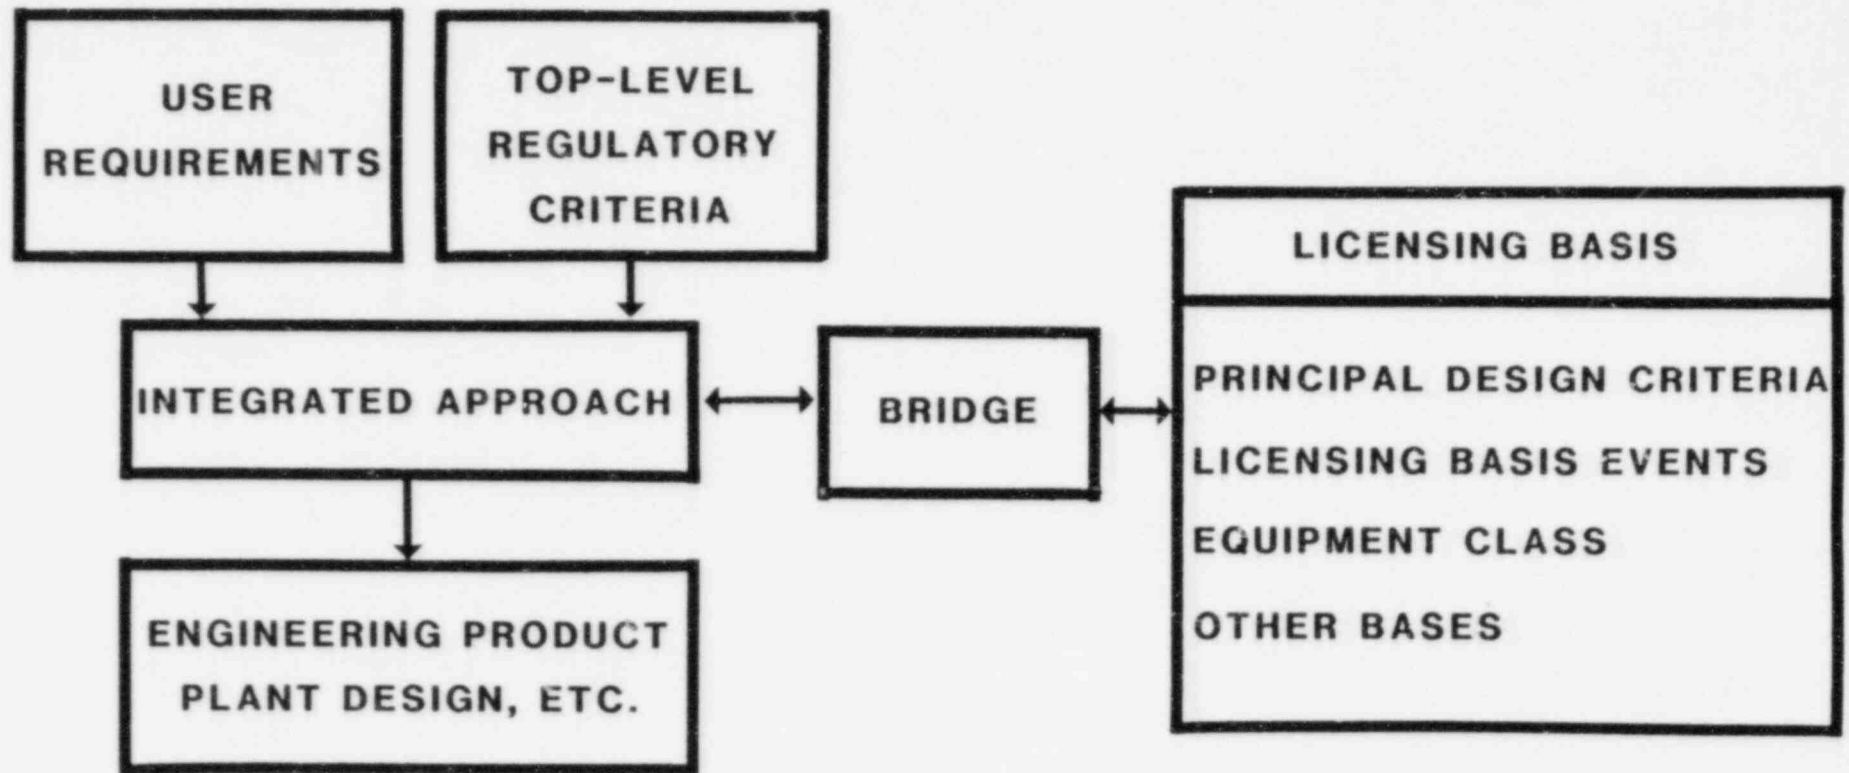 USER
REQUIREMENTS
TOP-LEVEL
REGULATORY
CRITERIA
LICENSING BASIS
INTEGRATED APPROACH
BRIDGE
PRINCIPAL DESIGN CRITERIA
LICENSING BASIS EVENTS
EQUIPMENT CLASS
OTHER BASES
ENGINEERING PRODUCT
PLANT DESIGN, ETC.